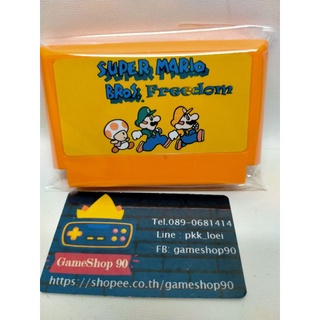 SUPER MARIO
BROS. Freedom
Tel.089-0681414
Line : pkk_loei
FB: gameshop90
GameShop 90
https://shopee.co.th/gameshop90